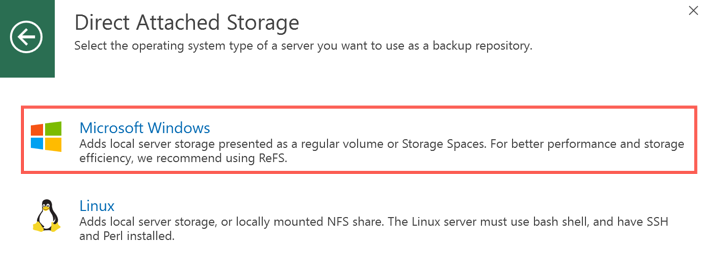 Direct Attached Storage
Select the operating system type of a server you want to use as a backup repository.
Microsoft Windows
Adds local server storage presented as a regular volume or Storage Spaces. For better performance and storage
efficiency, we recommend using ReFS.
Linux
Adds local server storage, or locally mounted NFS share. The Linux server must use bash shell, and have SSH
and Perl installed.